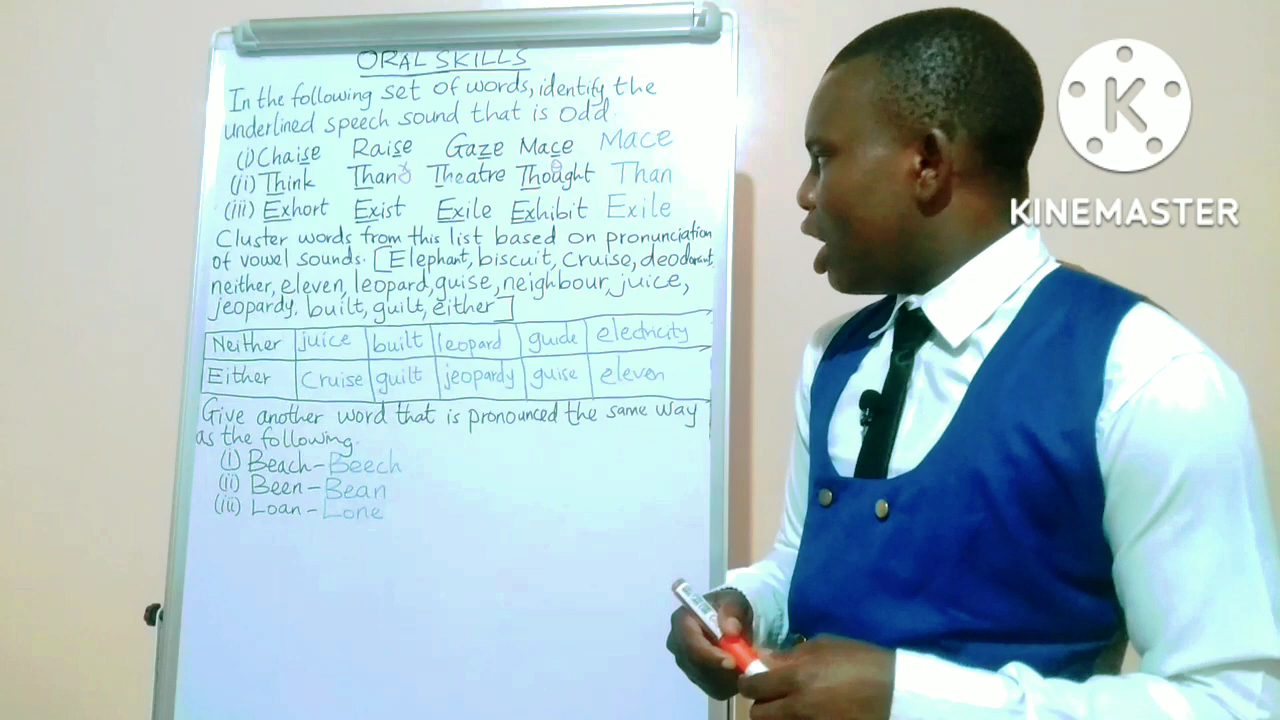 ORAL SKILLS
In the following set of words, identify the
underlined speech sound that is odd.
(i) Chaise Raise Gaze Mace Mace
(ii) Think Than ð Theatre Thought θ Than
(iii) Exhort Exist Exile Exhibit Exile
Cluster words from this list based on pronunciation
of vowel sounds. [Elephant, biscuit, cruise, deodorant,
neither, eleven, leopard, guise, neighbour, juice,
jeopardy, built, guilt, either]
Neither juice built leopard guide electricity
Either Cruise guilt jeopardy guise eleven
Give another word that is pronounced the same way
as the following.
(i) Beach - Beech
(ii) Been - Bean
(iii) Loan - Lone
K
KINEMASTER